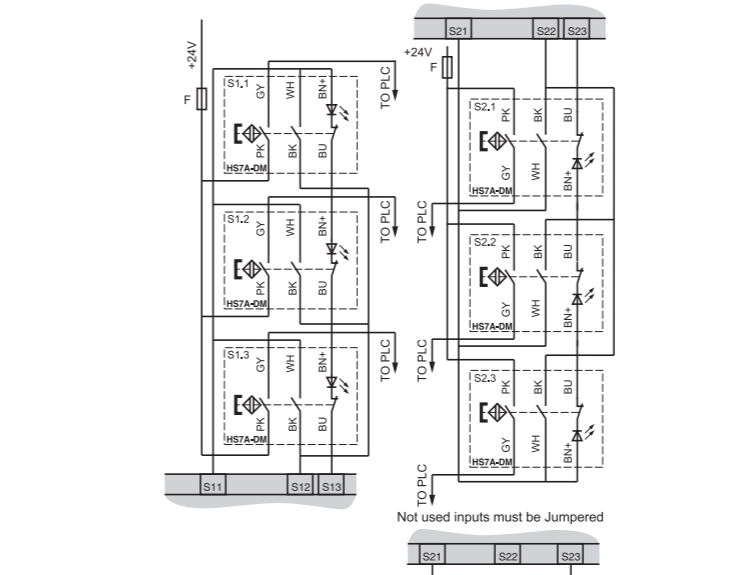 +24V
F
S1.1
GY
WH
BN+
PK
BK
BU
HS7A-DM
TO PLC
S1.2
GY
WH
BN+
PK
BK
BU
HS7A-DM
TO PLC
S1.3
GY
WH
BN+
PK
BK
BU
HS7A-DM
TO PLC
S11
S12
S13
S21
S22
S23
+24V
F
S2.1
PK
BK
BU
GY
WH
BN+
HS7A-DM
TO PLC
S2.2
PK
BK
BU
GY
WH
BN+
HS7A-DM
TO PLC
S2.3
PK
BK
BU
GY
WH
BN+
HS7A-DM
TO PLC
Not used inputs must be Jumpered
S21
S22
S23